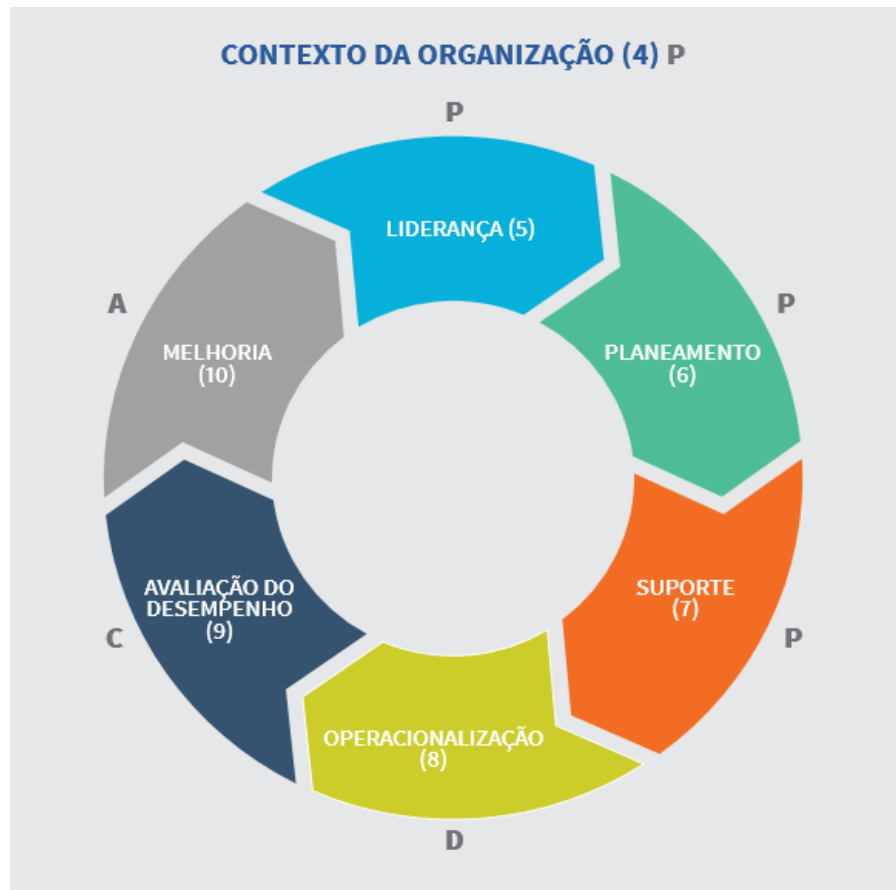 CONTEXTO DA ORGANIZAÇÃO (4) P
P
LIDERANÇA (5)
P
PLANEAMENTO
(6)
SUPORTE
(7)
P
OPERACIONALIZAÇÃO
(8)
D
AVALIAÇÃO DO
DESEMPENHO
(9)
C
A
MELHORIA
(10)